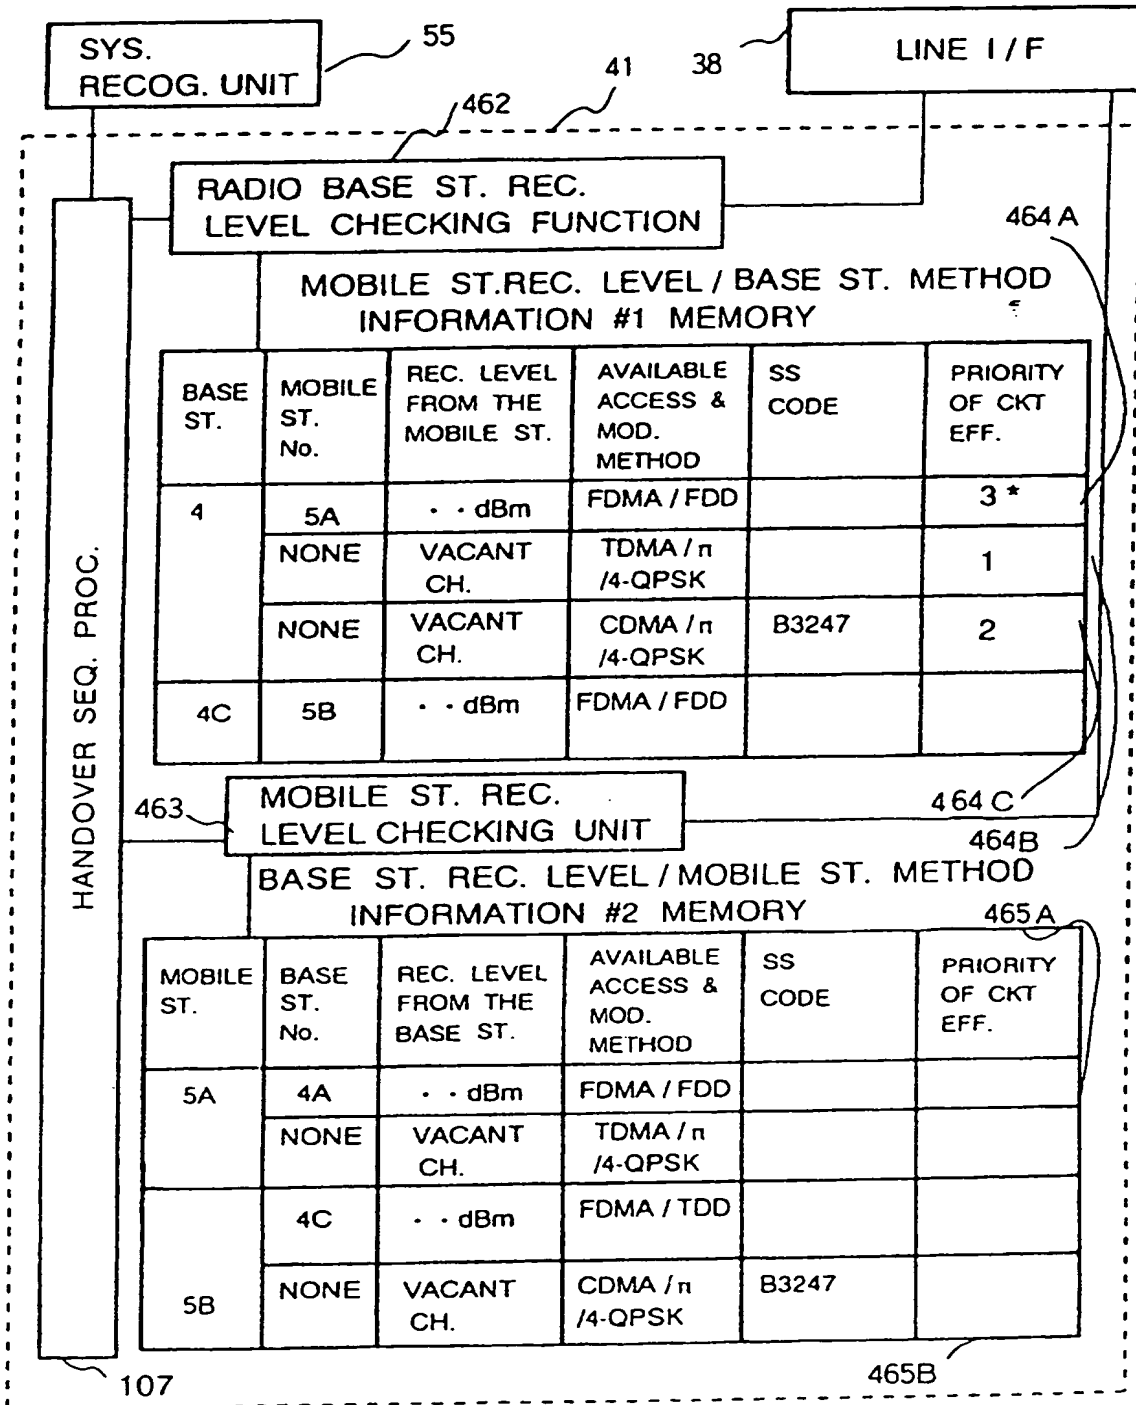 SYS.
RECOG. UNIT
55
38
LINE I / F
41
462
RADIO BASE ST. REC.
LEVEL CHECKING FUNCTION
464 A
MOBILE ST.REC. LEVEL / BASE ST. METHOD
INFORMATION #1 MEMORY
BASE
ST.
MOBILE
ST.
No.
REC. LEVEL
FROM THE
MOBILE ST.
AVAILABLE
ACCESS &
MOD.
METHOD
SS
CODE
PRIORITY
OF CKT
EFF.
4
5A
· · dBm
FDMA / FDD
3 *
NONE
VACANT
CH.
TDMA / π
/4-QPSK
1
NONE
VACANT
CH.
CDMA / π
/4-QPSK
B3247
2
4C
5B
· · dBm
FDMA / FDD
HANDOVER SEQ. PROC.
463
MOBILE ST. REC.
LEVEL CHECKING UNIT
464 C
464B
BASE ST. REC. LEVEL / MOBILE ST. METHOD
INFORMATION #2 MEMORY
465A
MOBILE
ST.
BASE
ST.
No.
REC. LEVEL
FROM THE
BASE ST.
AVAILABLE
ACCESS &
MOD.
METHOD
SS
CODE
PRIORITY
OF CKT
EFF.
5A
4A
· · dBm
FDMA / FDD
NONE
VACANT
CH.
TDMA / π
/4-QPSK
4C
· · dBm
FDMA / TDD
5B
NONE
VACANT
CH.
CDMA / π
/4-QPSK
B3247
107
465B